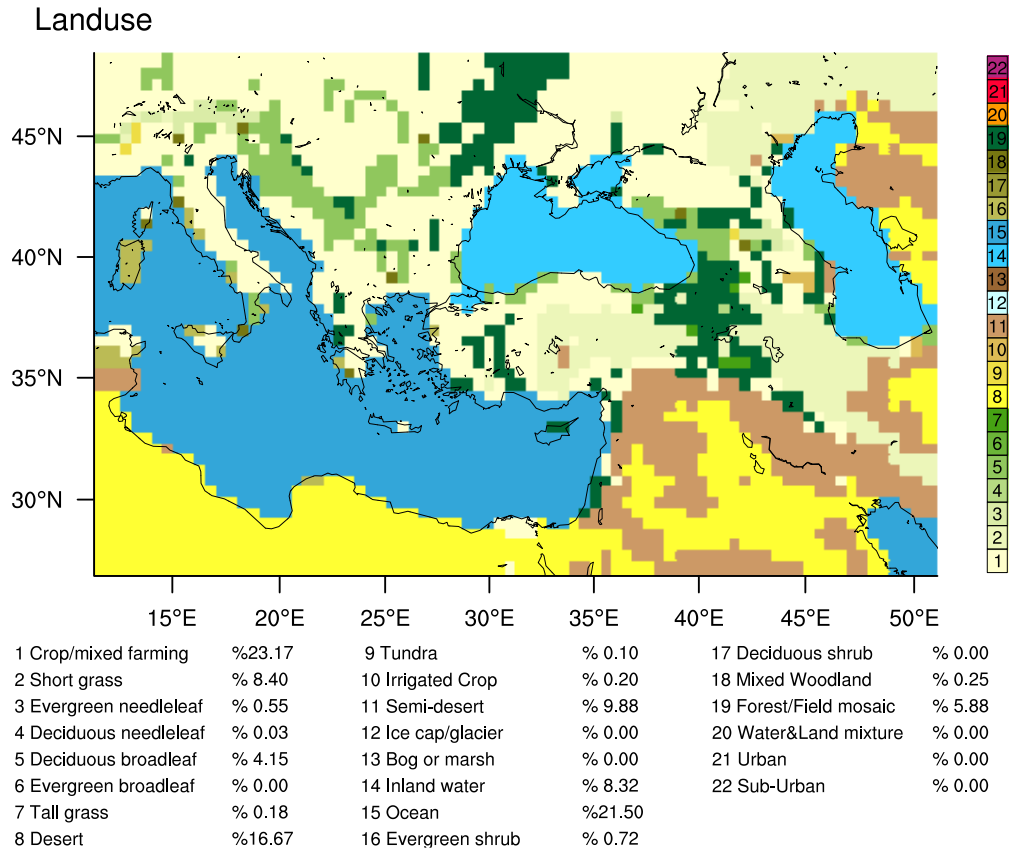 Landuse
45°N
40°N
35°N
30°N
15°E 20°E 25°E 30°E 35°E 40°E 45°E 50°E
22
21
20
19
18
17
16
15
14
13
12
11
10
9
8
7
6
5
4
3
2
1
1 Crop/mixed farming %23.17 9 Tundra % 0.10 17 Deciduous shrub % 0.00
2 Short grass % 8.40 10 Irrigated Crop % 0.20 18 Mixed Woodland % 0.25
3 Evergreen needleleaf % 0.55 11 Semi-desert % 9.88 19 Forest/Field mosaic % 5.88
4 Deciduous needleleaf % 0.03 12 Ice cap/glacier % 0.00 20 Water&Land mixture % 0.00
5 Deciduous broadleaf % 4.15 13 Bog or marsh % 0.00 21 Urban % 0.00
6 Evergreen broadleaf % 0.00 14 Inland water % 8.32 22 Sub-Urban % 0.00
7 Tall grass % 0.18 15 Ocean %21.50
8 Desert %16.67 16 Evergreen shrub % 0.72